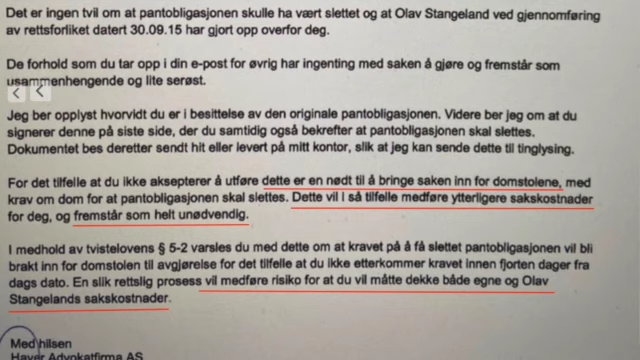 Det er ingen tvil om at pantobligasjonen skulle ha vært slettet og at Olav Stangeland ved gjennomføring
av rettsforliket datert 30.09.15 har gjort opp overfor deg.
De forhold som du tar opp i din e-post for øvrig har ingenting med saken å gjøre og fremstår som
usammenhengende og lite serøst.
Jeg ber opplyst hvorvidt du er i besittelse av den originale pantobligasjonen. Videre ber jeg om at du
signerer denne på siste side, der du samtidig også bekrefter at pantobligasjonen skal slettes.
Dokumentet bes deretter sendt hit eller levert på mitt kontor, slik at jeg kan sende dette til tinglysing.
For det tilfelle at du ikke aksepterer å utføre dette er en nødt til å bringe saken inn for domstolene, med
krav om dom for at pantobligasjonen skal slettes. Dette vil i så tilfelle medføre ytterligere sakskostnader
for deg, og fremstår som helt unødvendig.
I medhold av tvistelovens § 5-2 varsles du med dette om at kravet på å få slettet pantobligasjonen vil bli
brakt inn for domstolen til avgjørelse for det tilfelle at du ikke etterkommer kravet innen fjorten dager fra
dags dato. En slik rettslig prosess vil medføre risiko for at du vil måtte dekke både egne og Olav
Stangelands sakskostnader.
Med hilsen
Haver Advokatfirma AS